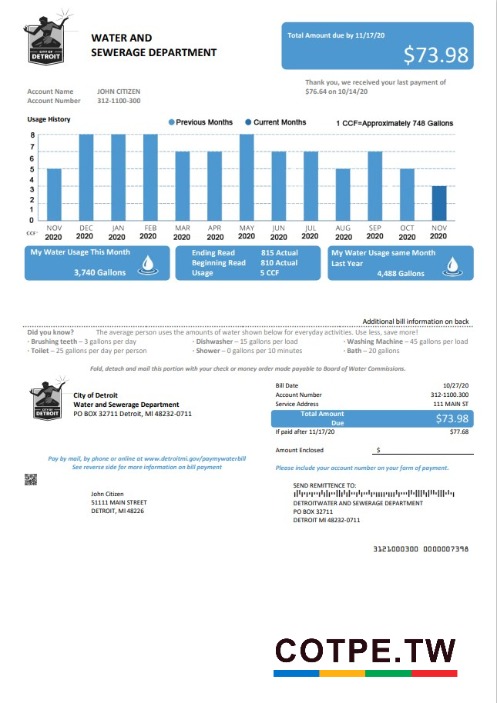 CITY OF
DETROIT
WATER AND
SEWERAGE DEPARTMENT
Total Amount due by 11/17/20
$73.98
Thank you, we received your last payment of
$76.64 on 10/14/20
Account Name JOHN CITIZEN
Account Number 312-1100-300
Usage History
Previous Months
Current Months
1 CCF=Approximately 748 Gallons
8
7
6
5
4
3
2
1
0
CCF
NOV DEC JAN FEB MAR APR MAY JUN JUL AUG SEP OCT NOV
2020 2020 2020 2020 2020 2020 2020 2020 2020 2020 2020 2020 2020
My Water Usage This Month
3,740 Gallons
Ending Read 815 Actual
Beginning Read 810 Actual
Usage 5 CCF
My Water Usage same Month
Last Year
4,488 Gallons
Additional bill information on back
Did you know? The average person uses the amounts of water shown below for everyday activities. Use less, save more!
· Brushing teeth – 3 gallons per day · Dishwasher – 15 gallons per load · Washing Machine – 45 gallons per load
· Toilet – 25 gallons per day per person · Shower – 0 gallons per 10 minutes · Bath – 20 gallons
Fold, detach and mail this portion with your check or money order made payable to Board of Water Commissions.
City of Detroit
Water and Sewerage Department
PO BOX 32711 Detroit, MI 48232-0711
Bill Date 10/27/20
Account Number 312-1100.300
Service Address 111 MAIN ST
Total Amount
Due
$73.98
If paid after 11/17/20 $77.68
Amount Enclosed $
Pay by mail, by phone or online at www.detroitmi.gov/paymywaterbill
See reverse side for more information on bill payment
Please include your account number on your form of payment.
John Citizen
51111 MAIN STREET
DETROIT, MI 48226
SEND REMITTENCE TO:
DETROITWATER AND SEWERAGE DEPARTMENT
PO BOX 32711
DETROIT MI 48232-0711
3121000300 0000007398
COTPE.TW